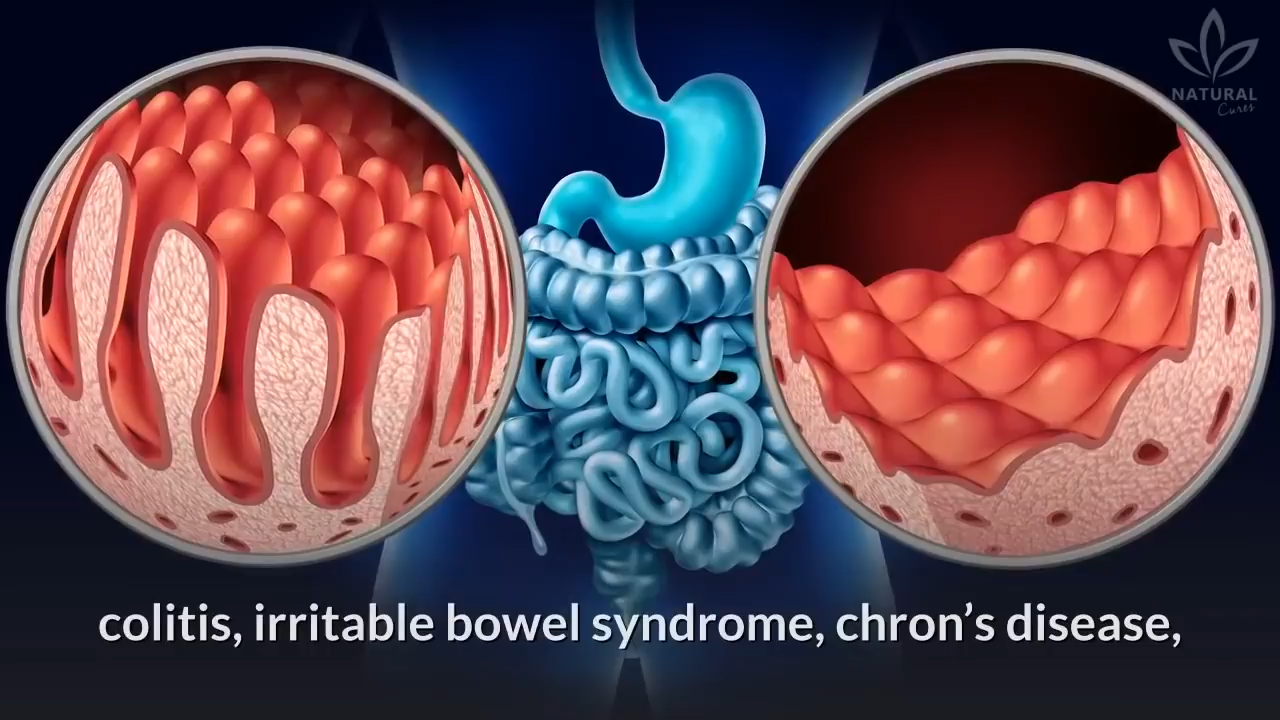 NATURAL
Cures
colitis, irritable bowel syndrome, chron’s disease,